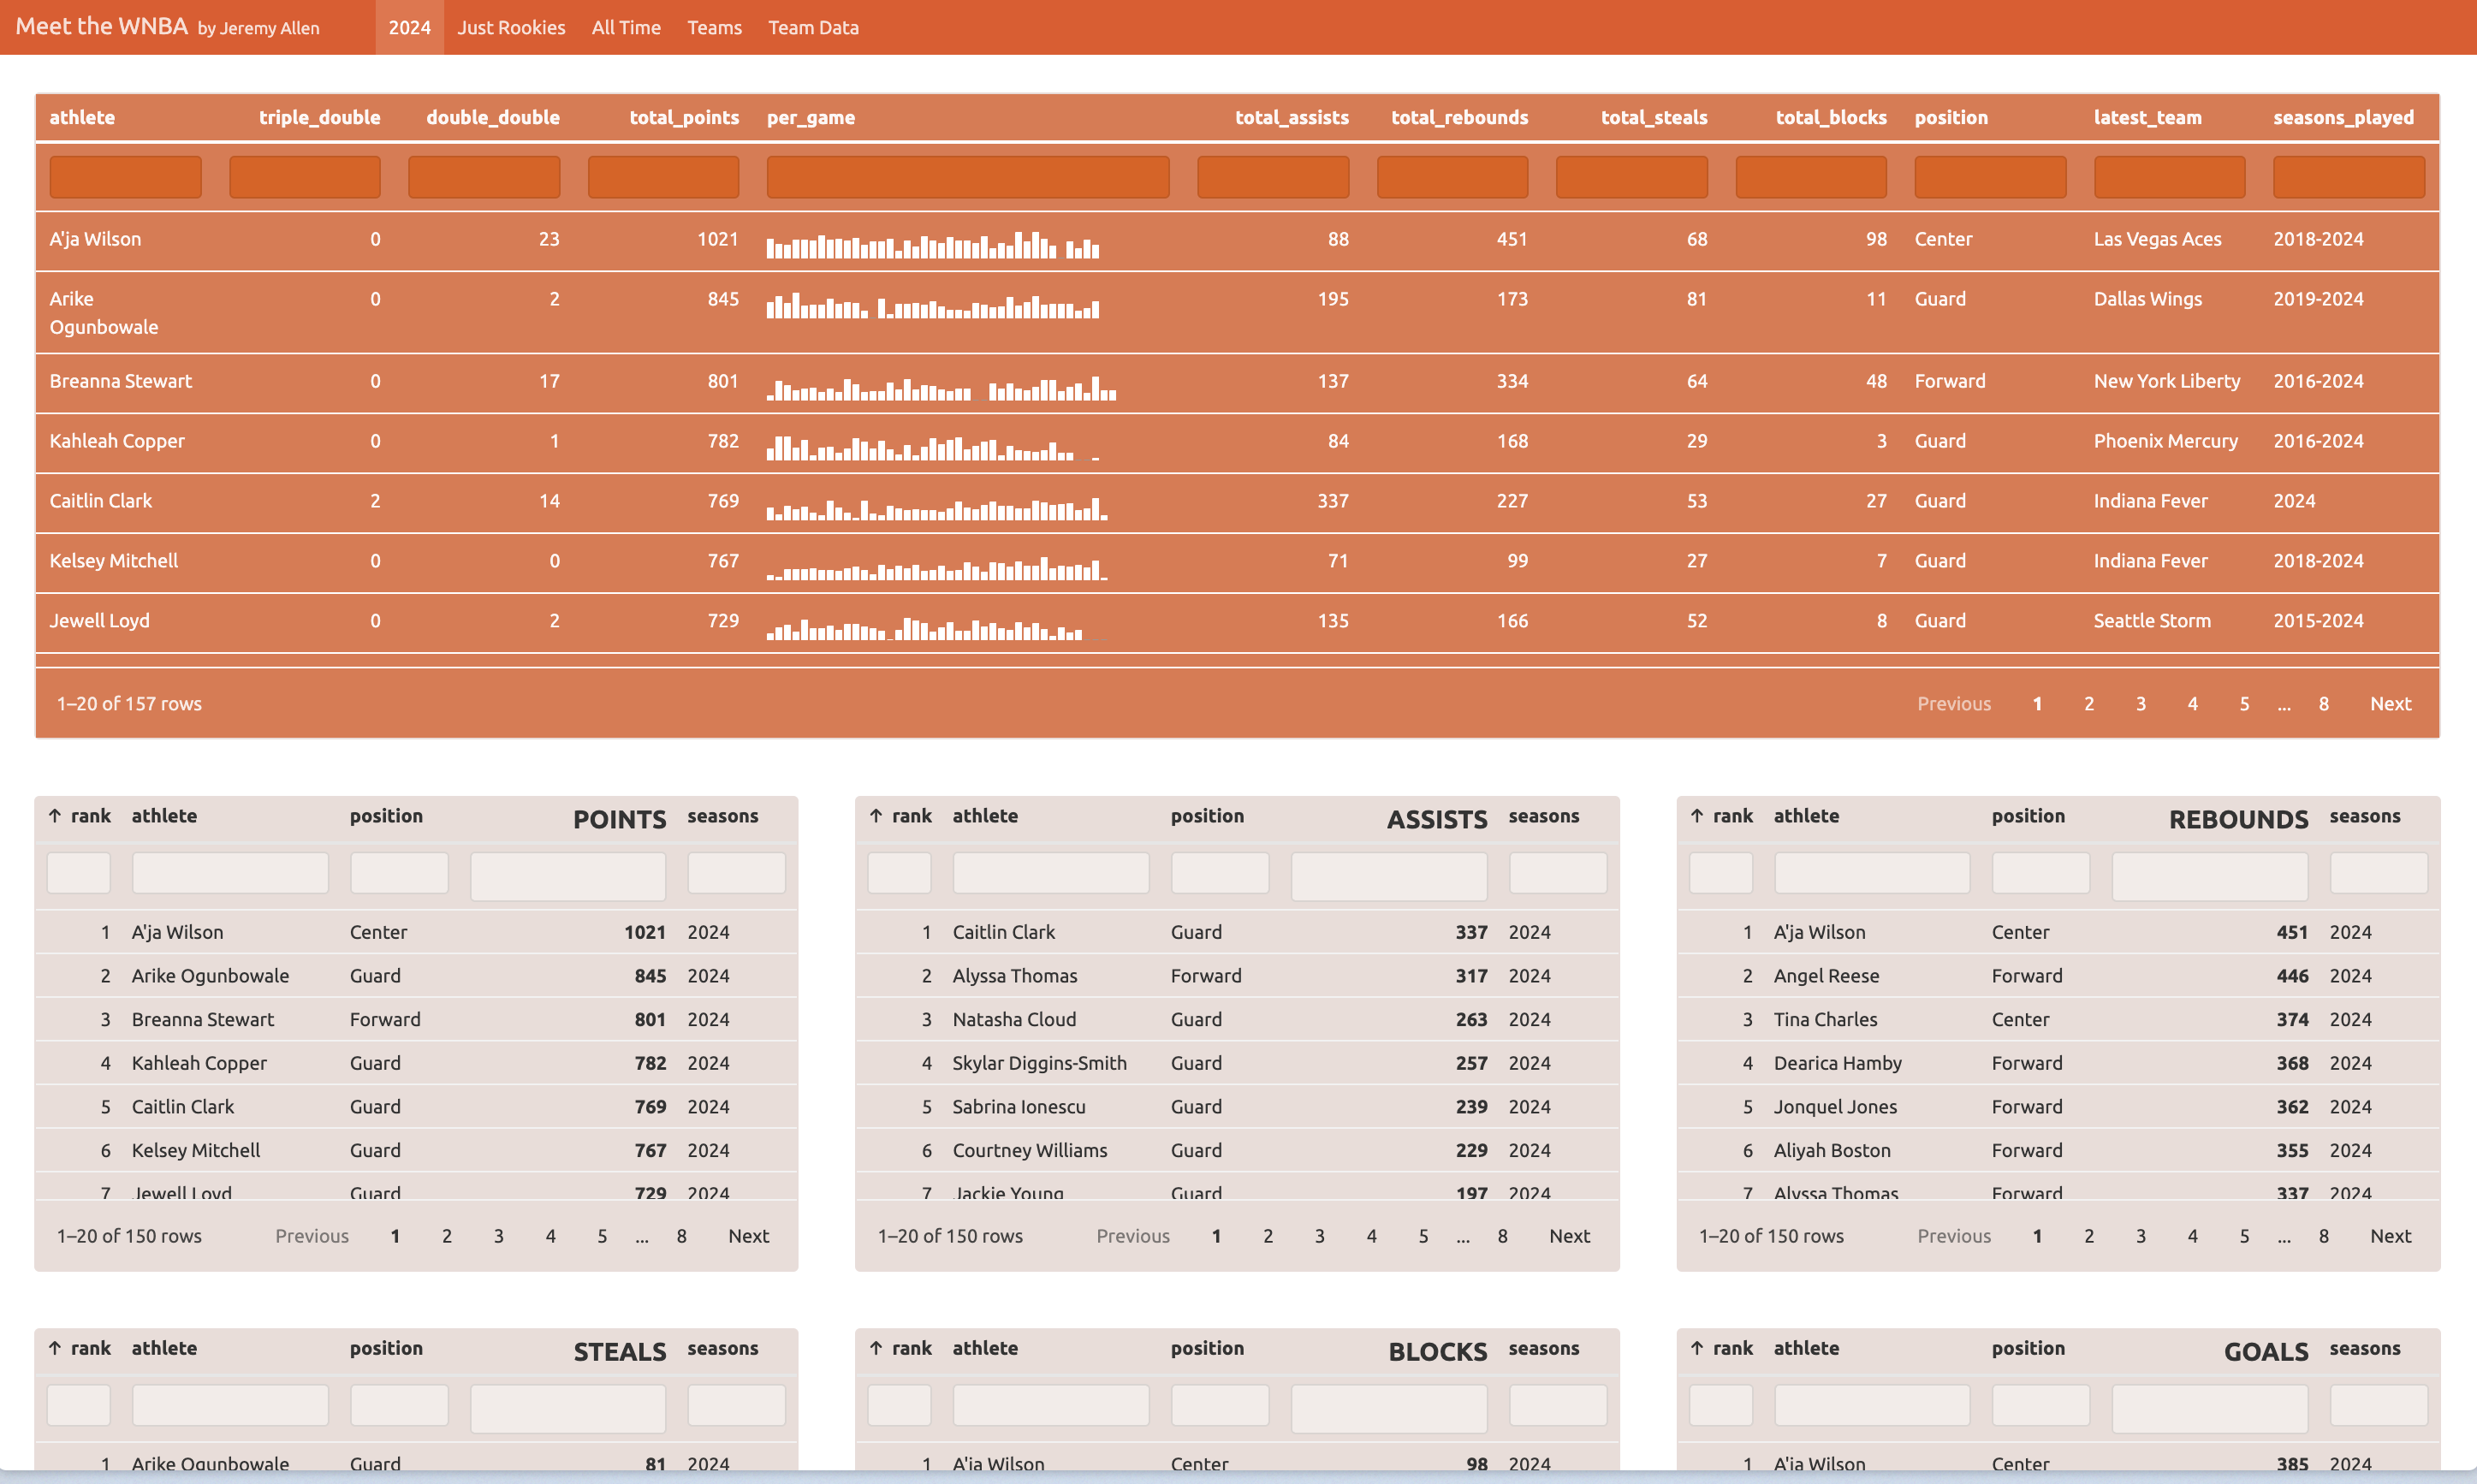 Meet the WNBA by Jeremy Allen 2024 Just Rookies All Time Teams Team Data
athlete triple_double double_double total_points per_game total_assists total_rebounds total_steals total_blocks position latest_team seasons_played
A'ja Wilson 0 23 1021 88 451 68 98 Center Las Vegas Aces 2018-2024
Arike Ogunbowale 0 2 845 195 173 81 11 Guard Dallas Wings 2019-2024
Breanna Stewart 0 17 801 137 334 64 48 Forward New York Liberty 2016-2024
Kahleah Copper 0 1 782 84 168 29 3 Guard Phoenix Mercury 2016-2024
Caitlin Clark 2 14 769 337 227 53 27 Guard Indiana Fever 2024
Kelsey Mitchell 0 0 767 71 99 27 7 Guard Indiana Fever 2018-2024
Jewell Loyd 0 2 729 135 166 52 8 Guard Seattle Storm 2015-2024
1–20 of 157 rows Previous 1 2 3 4 5 ... 8 Next
↑ rank athlete position POINTS seasons
1 A'ja Wilson Center 1021 2024
2 Arike Ogunbowale Guard 845 2024
3 Breanna Stewart Forward 801 2024
4 Kahleah Copper Guard 782 2024
5 Caitlin Clark Guard 769 2024
6 Kelsey Mitchell Guard 767 2024
7 Jewell Loyd Guard 729 2024
1–20 of 150 rows Previous 1 2 3 4 5 ... 8 Next
↑ rank athlete position ASSISTS seasons
1 Caitlin Clark Guard 337 2024
2 Alyssa Thomas Forward 317 2024
3 Natasha Cloud Guard 263 2024
4 Skylar Diggins-Smith Guard 257 2024
5 Sabrina Ionescu Guard 239 2024
6 Courtney Williams Guard 229 2024
7 Jackie Young Guard 197 2024
1–20 of 150 rows Previous 1 2 3 4 5 ... 8 Next
↑ rank athlete position REBOUNDS seasons
1 A'ja Wilson Center 451 2024
2 Angel Reese Forward 446 2024
3 Tina Charles Center 374 2024
4 Dearica Hamby Forward 368 2024
5 Jonquel Jones Forward 362 2024
6 Aliyah Boston Forward 355 2024
7 Alyssa Thomas Forward 337 2024
1–20 of 150 rows Previous 1 2 3 4 5 ... 8 Next
↑ rank athlete position STEALS seasons
1 Arike Ogunbowale Guard 81 2024
↑ rank athlete position BLOCKS seasons
1 A'ja Wilson Center 98 2024
↑ rank athlete position GOALS seasons
1 A'ja Wilson Center 385 2024